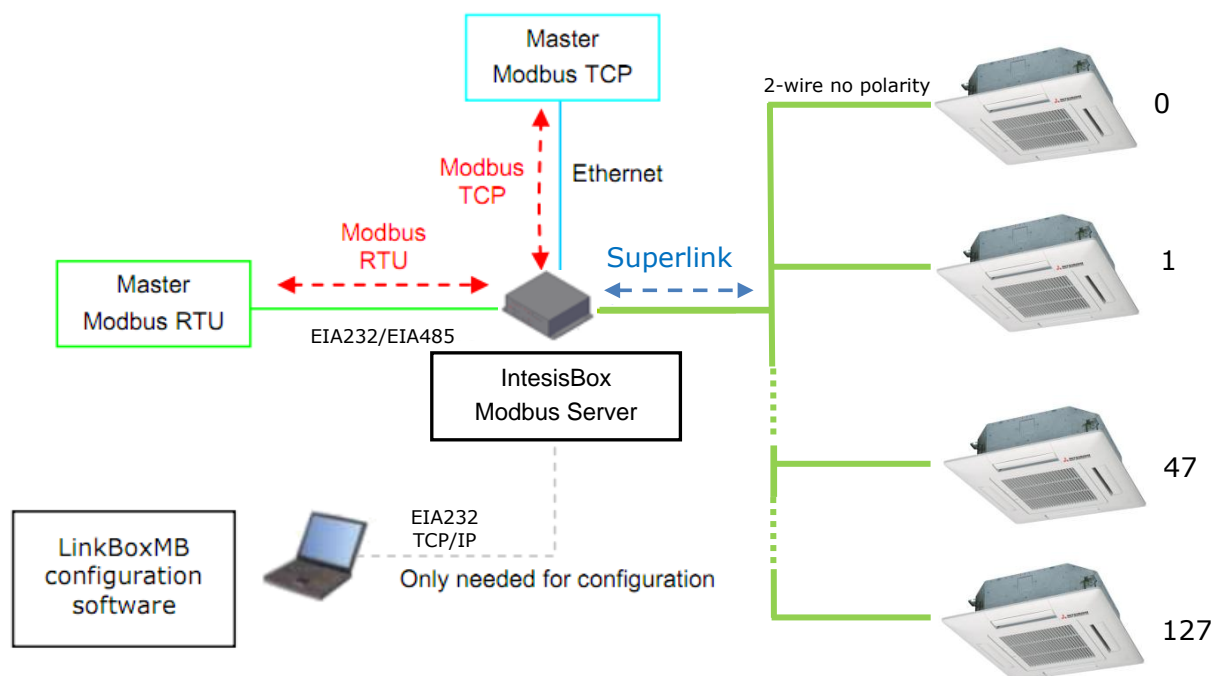 Master
Modbus TCP
2-wire no polarity
0
Modbus
TCP
Ethernet
Modbus
RTU
Superlink
1
Master
Modbus RTU
EIA232/EIA485
IntesisBox
Modbus Server
47
EIA232
TCP/IP
LinkBoxMB
configuration
software
Only needed for configuration
127